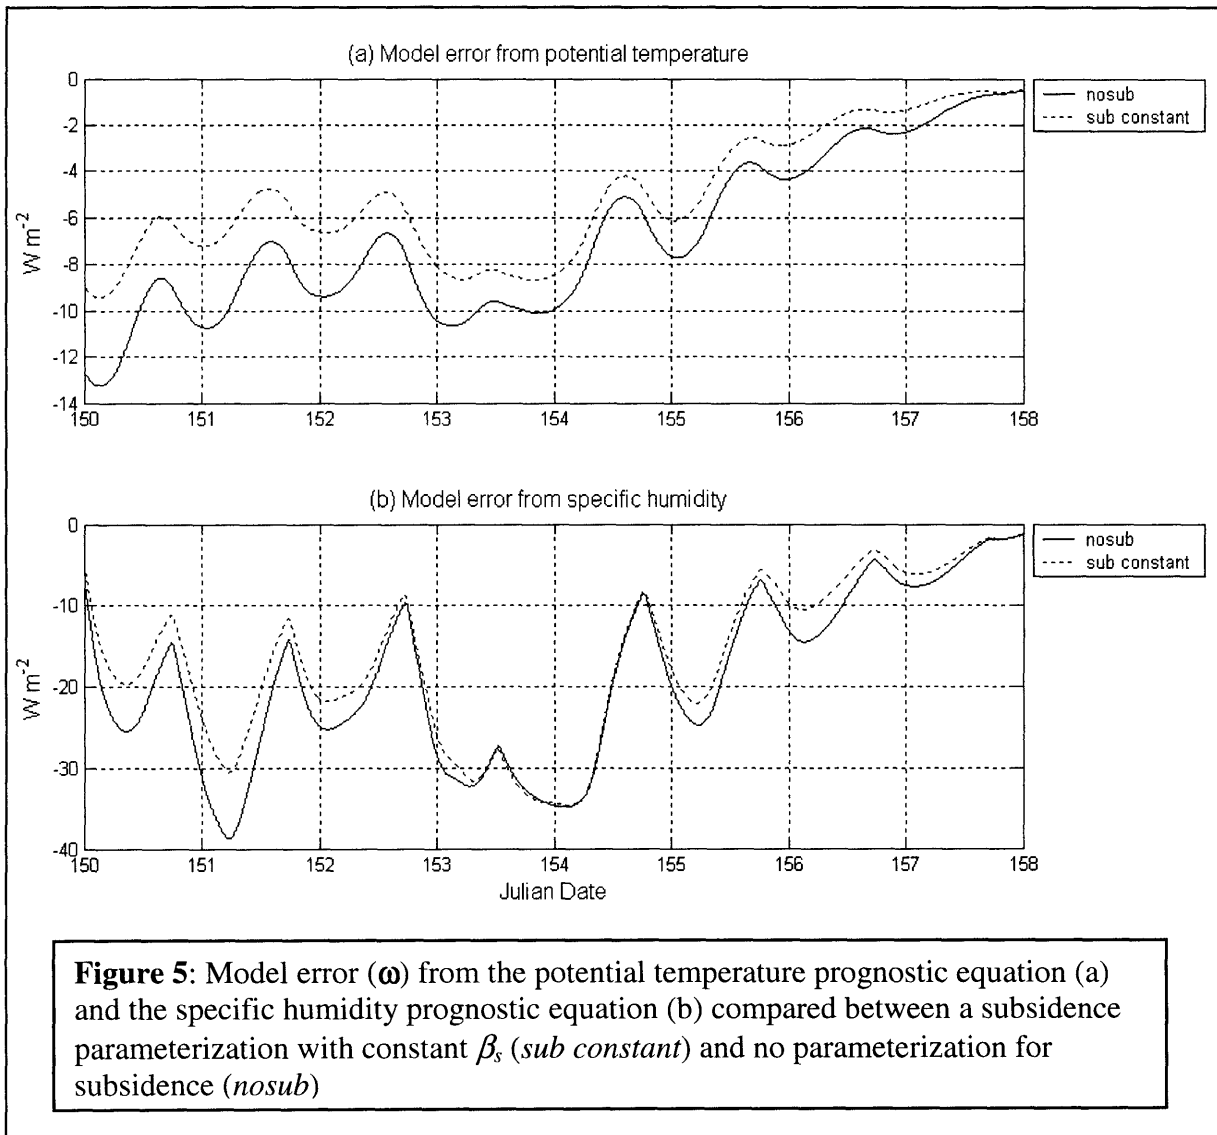 (a) Model error from potential temperature
0
-2
-4
-6
-8
-10
-12
-14
W m⁻²
150 151 152 153 154 155 156 157 158
nosub
sub constant
(b) Model error from specific humidity
0
-10
-20
-30
-40
W m⁻²
150 151 152 153 154 155 156 157 158
Julian Date
nosub
sub constant
Figure 5: Model error (ω) from the potential temperature prognostic equation (a)
and the specific humidity prognostic equation (b) compared between a subsidence
parameterization with constant βₛ (sub constant) and no parameterization for
subsidence (nosub)